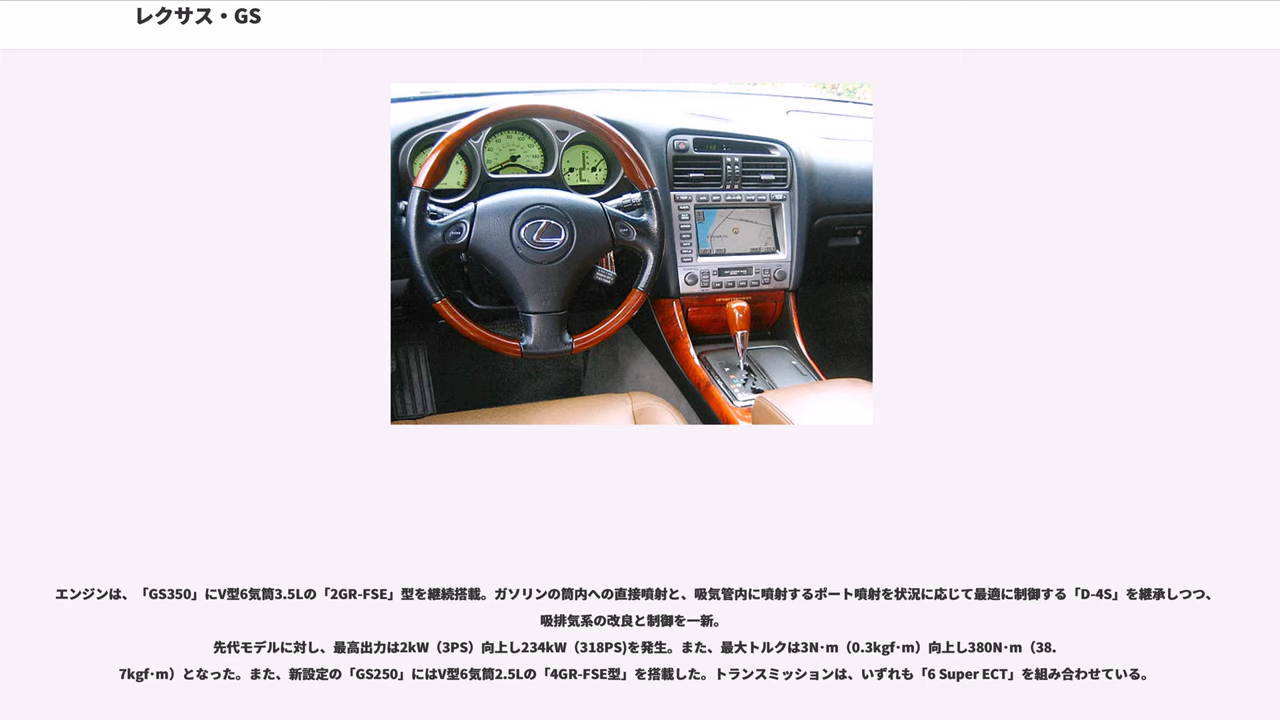 レクサス・GS
エンジンは、「GS350」にV型6気筒3.5Lの「2GR-FSE」型を継続搭載。ガソリンの筒内への直接噴射と、吸気管内に噴射するポート噴射を状況に応じて最適に制御する「D-4S」を継承しつつ、
吸排気系の改良と制御を一新。
先代モデルに対し、最高出力は2kW（3PS）向上し234kW（318PS)を発生。また、最大トルクは3N･m（0.3kgf･m）向上し380N･m（38.
7kgf･m）となった。また、新設定の「GS250」にはV型6気筒2.5Lの「4GR-FSE型」を搭載した。トランスミッションは、いずれも「6 Super ECT」を組み合わせている。